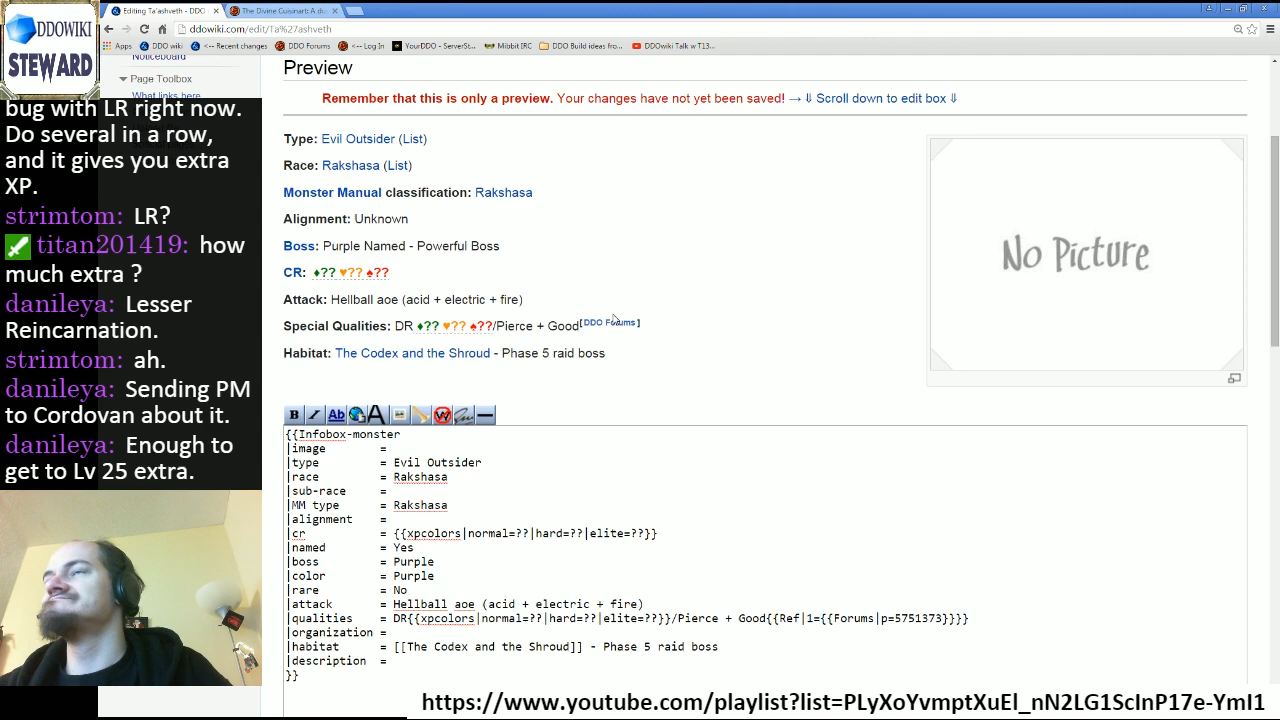 DDOWIKI
STEWARD
bug with LR right now.
Do several in a row,
and it gives you extra
XP.
strimtom: LR?
titan201419: how
much extra ?
danileya: Lesser
Reincarnation.
strimtom: ah.
danileya: Sending PM
to Cordovan about it.
danileya: Enough to
get to Lv 25 extra.
Editing Ta'ashveth - DDO
The Divine Cuisinart: A du
ddowiki.com/edit/Ta%27ashveth
Apps DDO wiki <-- Recent changes DDO Forums <-- Log In YourDDO - ServerSt... Mibbit IRC DDO Build ideas fro... DDOwiki Talk w T13...
Noticeboard
Page Toolbox
What links here
Preview
Remember that this is only a preview. Your changes have not yet been saved! → ⇓ Scroll down to edit box ⇓
Type: Evil Outsider (List)
Race: Rakshasa (List)
Monster Manual classification: Rakshasa
Alignment: Unknown
Boss: Purple Named - Powerful Boss
CR: ♦?? ♥?? ♠??
Attack: Hellball aoe (acid + electric + fire)
Special Qualities: DR ♦?? ♥?? ♠??/Pierce + Good[DDO Forums ]
Habitat: The Codex and the Shroud - Phase 5 raid boss
No Picture
B I Ab A W
{{Infobox-monster
|image =
|type = Evil Outsider
|race = Rakshasa
|sub-race =
|MM type = Rakshasa
|alignment =
|cr = {{xpcolors|normal=??|hard=??|elite=??}}
|named = Yes
|boss = Purple
|color = Purple
|rare = No
|attack = Hellball aoe (acid + electric + fire)
|qualities = DR{{xpcolors|normal=??|hard=??|elite=??}}/Pierce + Good{{Ref|1={{Forums|p=5751373}}}}
|organization =
|habitat = [[The Codex and the Shroud]] - Phase 5 raid boss
|description =
}}
https://www.youtube.com/playlist?list=PLyXoYvmptXuEl_nN2LG1ScInP17e-YmI1